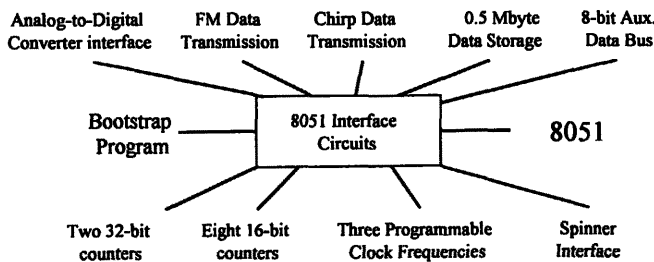 Analog-to-Digital
Converter interface
FM Data
Transmission
Chirp Data
Transmission
0.5 Mbyte
Data Storage
8-bit Aux.
Data Bus
Bootstrap
Program
8051 Interface
Circuits
8051
Two 32-bit
counters
Eight 16-bit
counters
Three Programmable
Clock Frequencies
Spinner
Interface